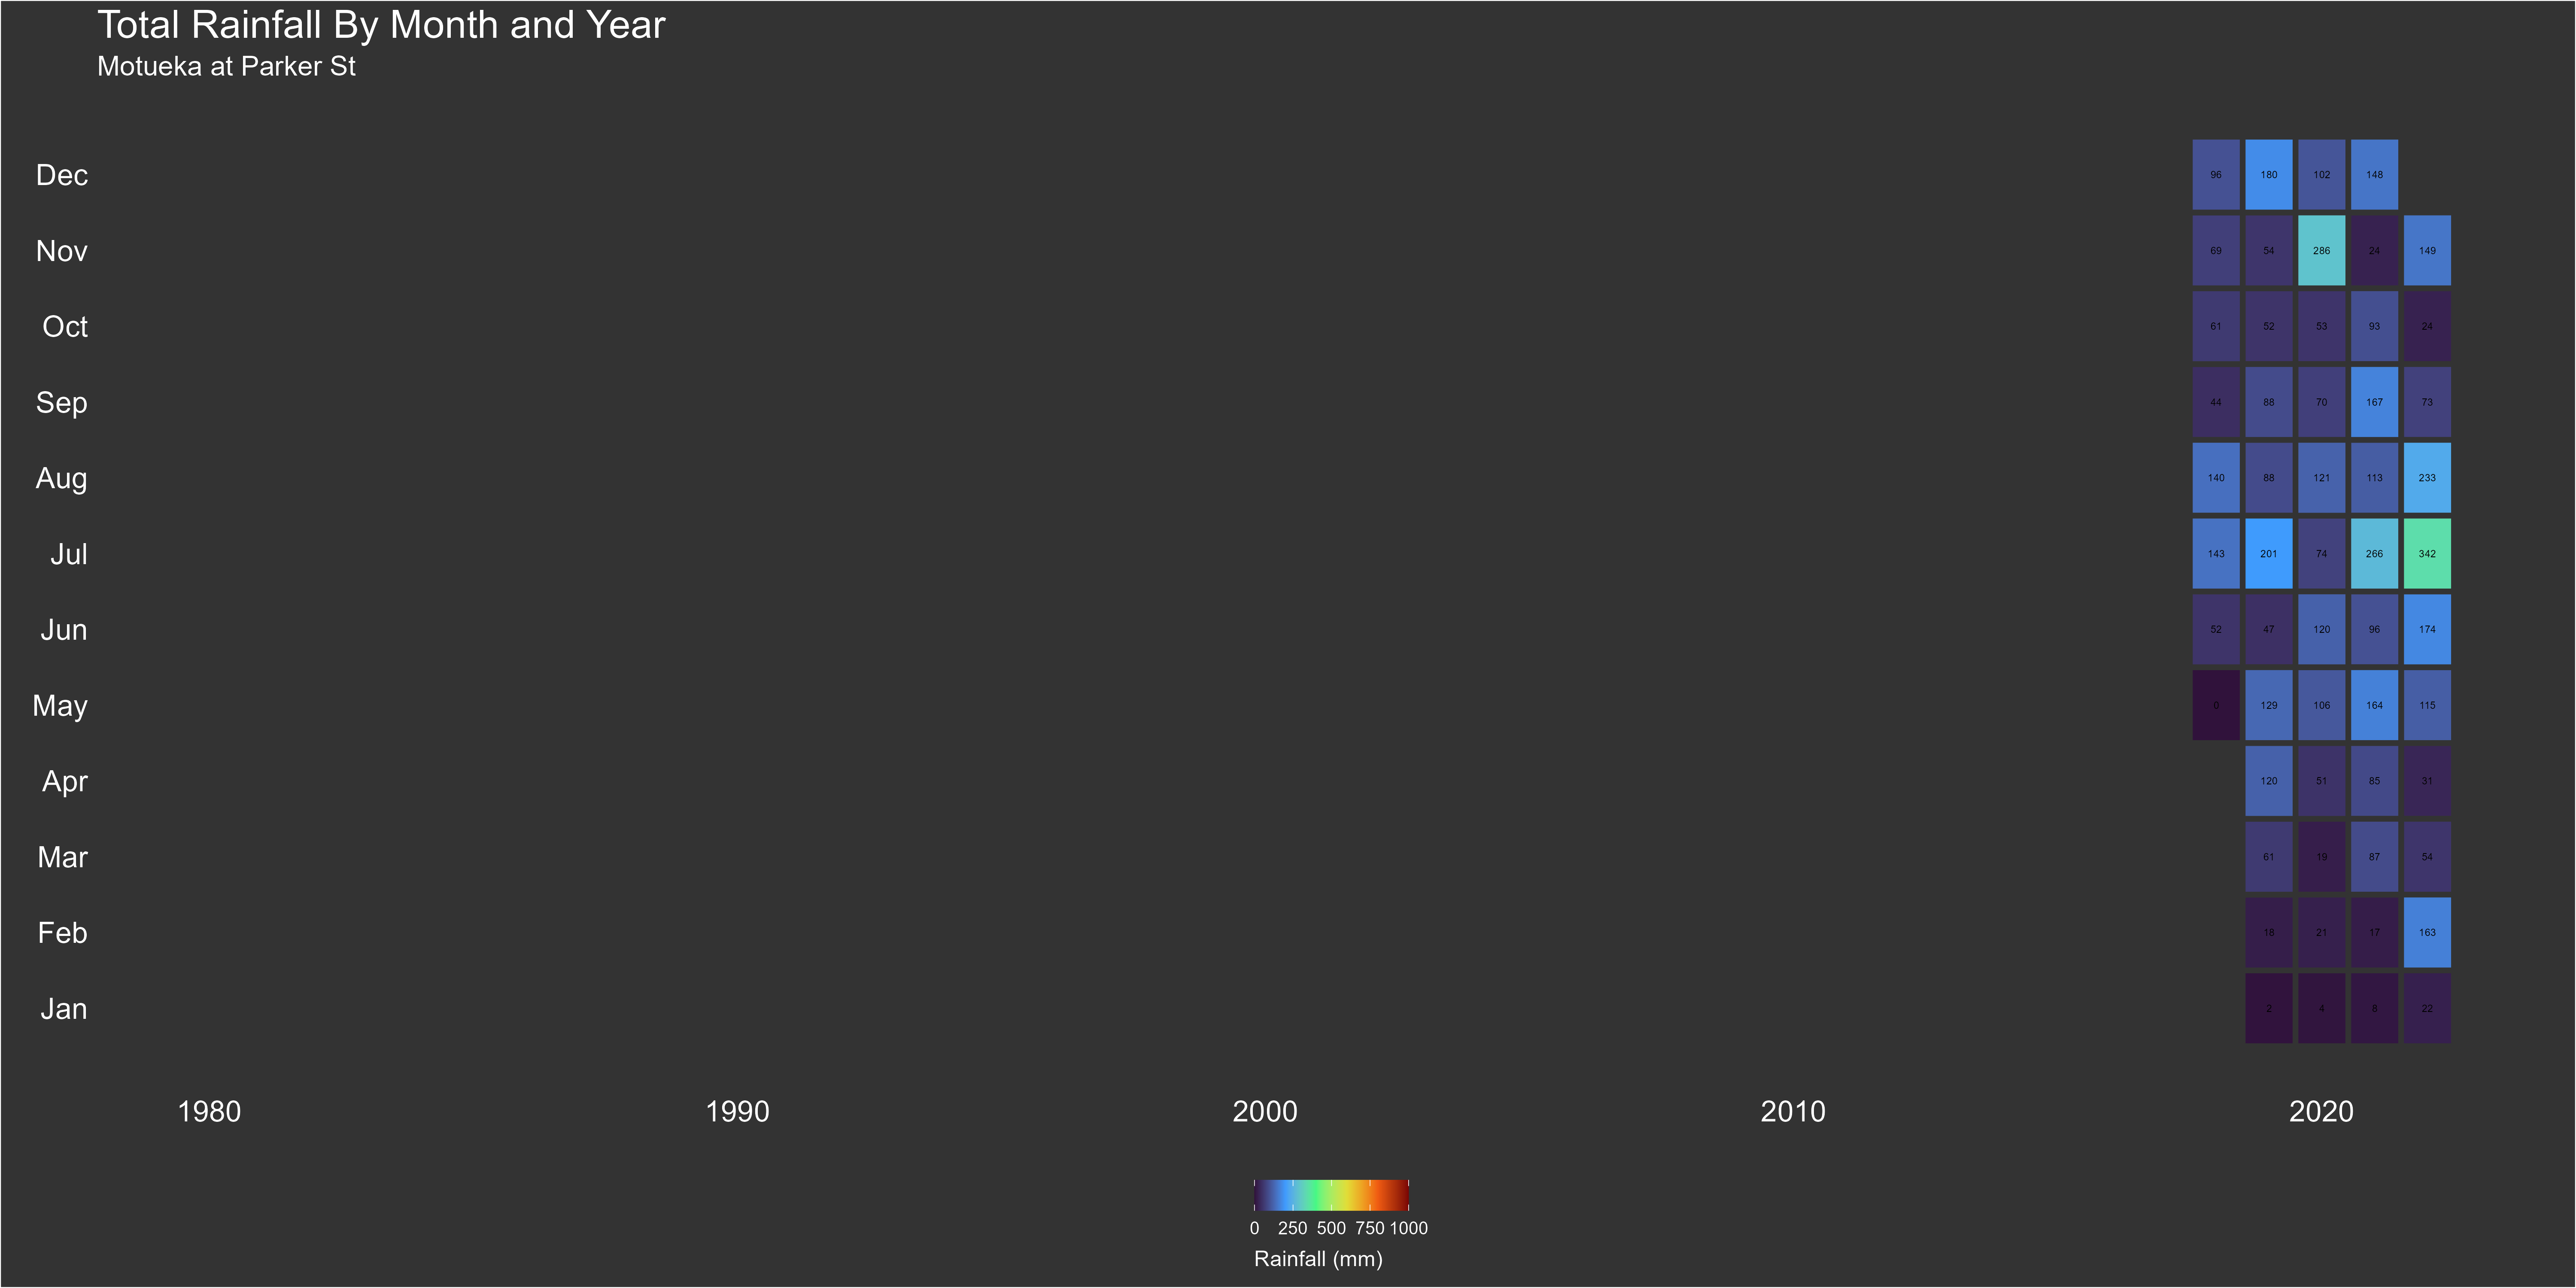 Total Rainfall By Month and Year
Motueka at Parker St
Dec 96 180 102 148
Nov 69 54 286 24 149
Oct 61 52 53 93 24
Sep 44 88 70 167 73
Aug 140 88 121 113 233
Jul 143 201 74 266 342
Jun 52 47 120 96 174
May 0 129 106 164 115
Apr 120 51 85 31
Mar 61 19 87 54
Feb 18 21 17 163
Jan 2 4 8 22
1980 1990 2000 2010 2020
0 250 500 750 1000
Rainfall (mm)